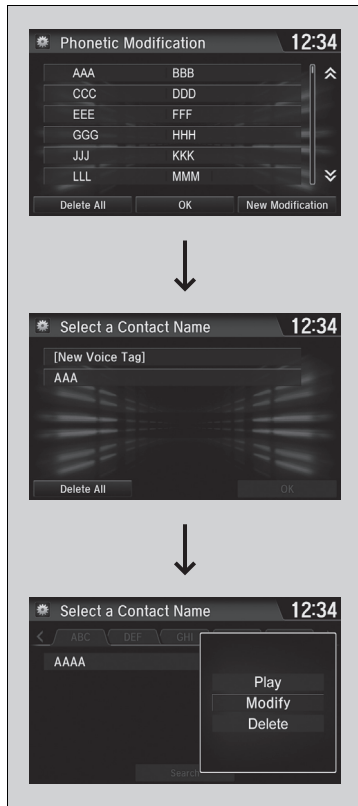 Phonetic Modification 12:34
AAA BBB
CCC DDD
EEE FFF
GGG HHH
JJJ KKK
LLL MMM
Delete All OK New Modification
Select a Contact Name 12:34
[New Voice Tag]
AAA
Delete All OK
Select a Contact Name 12:34
ABC DEF GHI
AAAA
Play
Modify
Delete
Search